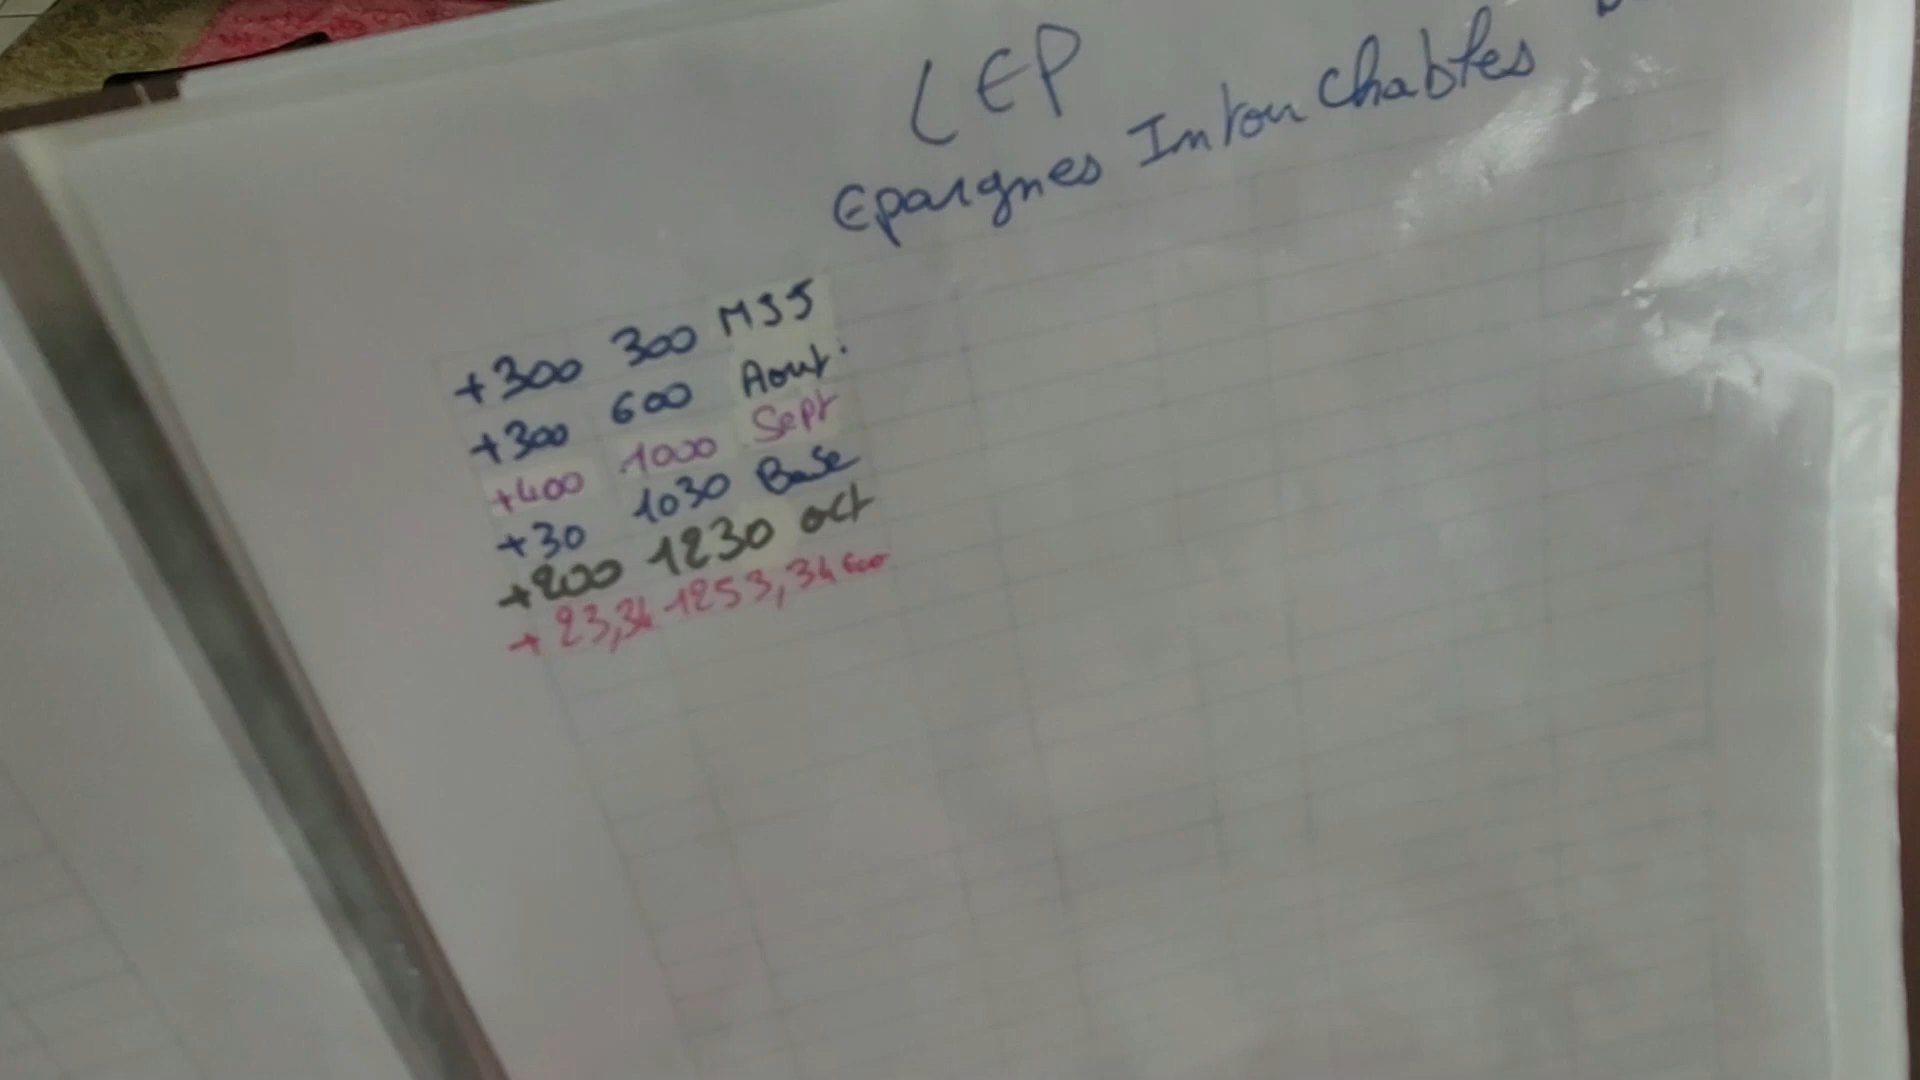 LEP
Epargnes Intouchables
+300 300 MJJ
+300 600 Aout.
+400 1000 Sept
+30 1030 Base
+200 1230 oct
+23,34 1253,34